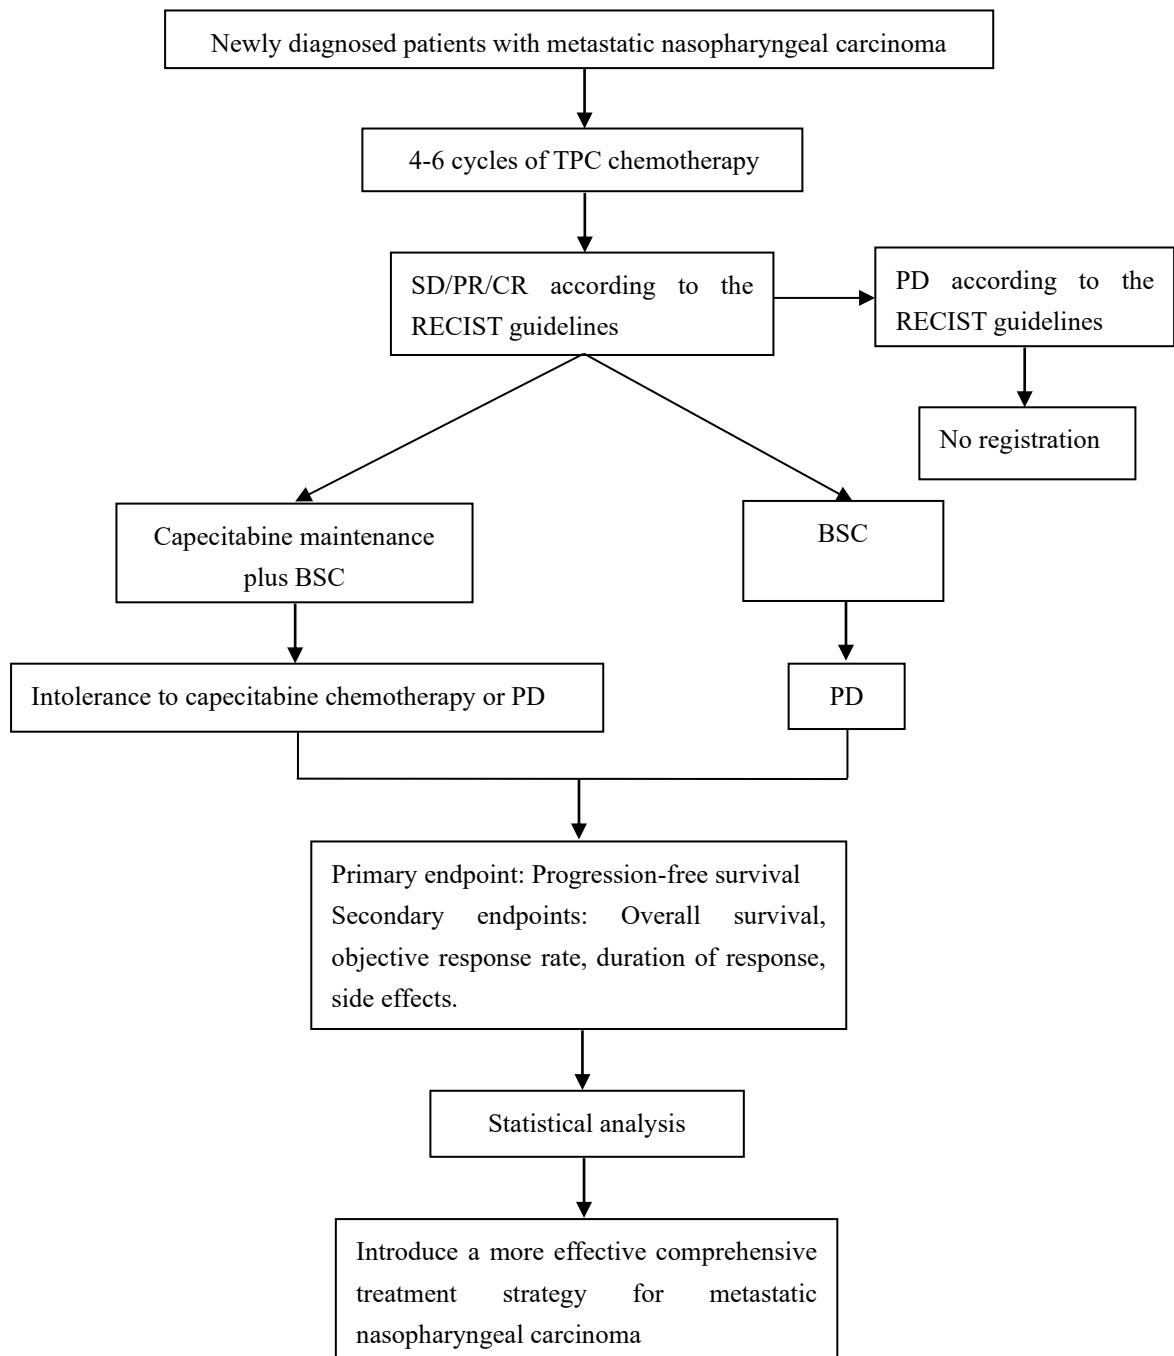 Newly diagnosed patients with metastatic nasopharyngeal carcinoma
4-6 cycles of TPC chemotherapy
SD/PR/CR according to the
RECIST guidelines
PD according to the
RECIST guidelines
No registration
Capecitabine maintenance
plus BSC
BSC
Intolerance to capecitabine chemotherapy or PD
PD
Primary endpoint: Progression-free survival
Secondary endpoints: Overall survival,
objective response rate, duration of response,
side effects.
Statistical analysis
Introduce a more effective comprehensive
treatment strategy for metastatic
nasopharyngeal carcinoma